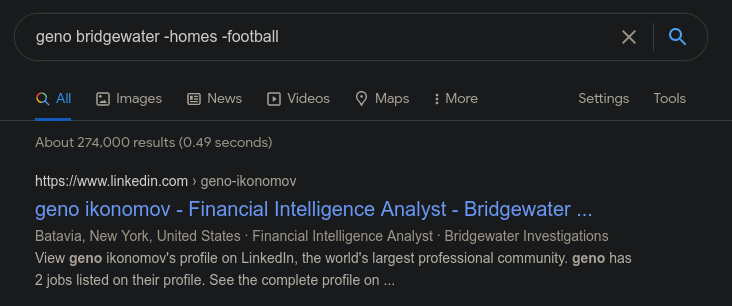 geno bridgewater -homes -football
All Images News Videos Maps More Settings Tools
About 274,000 results (0.49 seconds)
https://www.linkedin.com › geno-ikonomov
geno ikonomov - Financial Intelligence Analyst - Bridgewater ...
Batavia, New York, United States · Financial Intelligence Analyst · Bridgewater Investigations
View geno ikonomov's profile on LinkedIn, the world's largest professional community. geno has
2 jobs listed on their profile. See the complete profile on ...